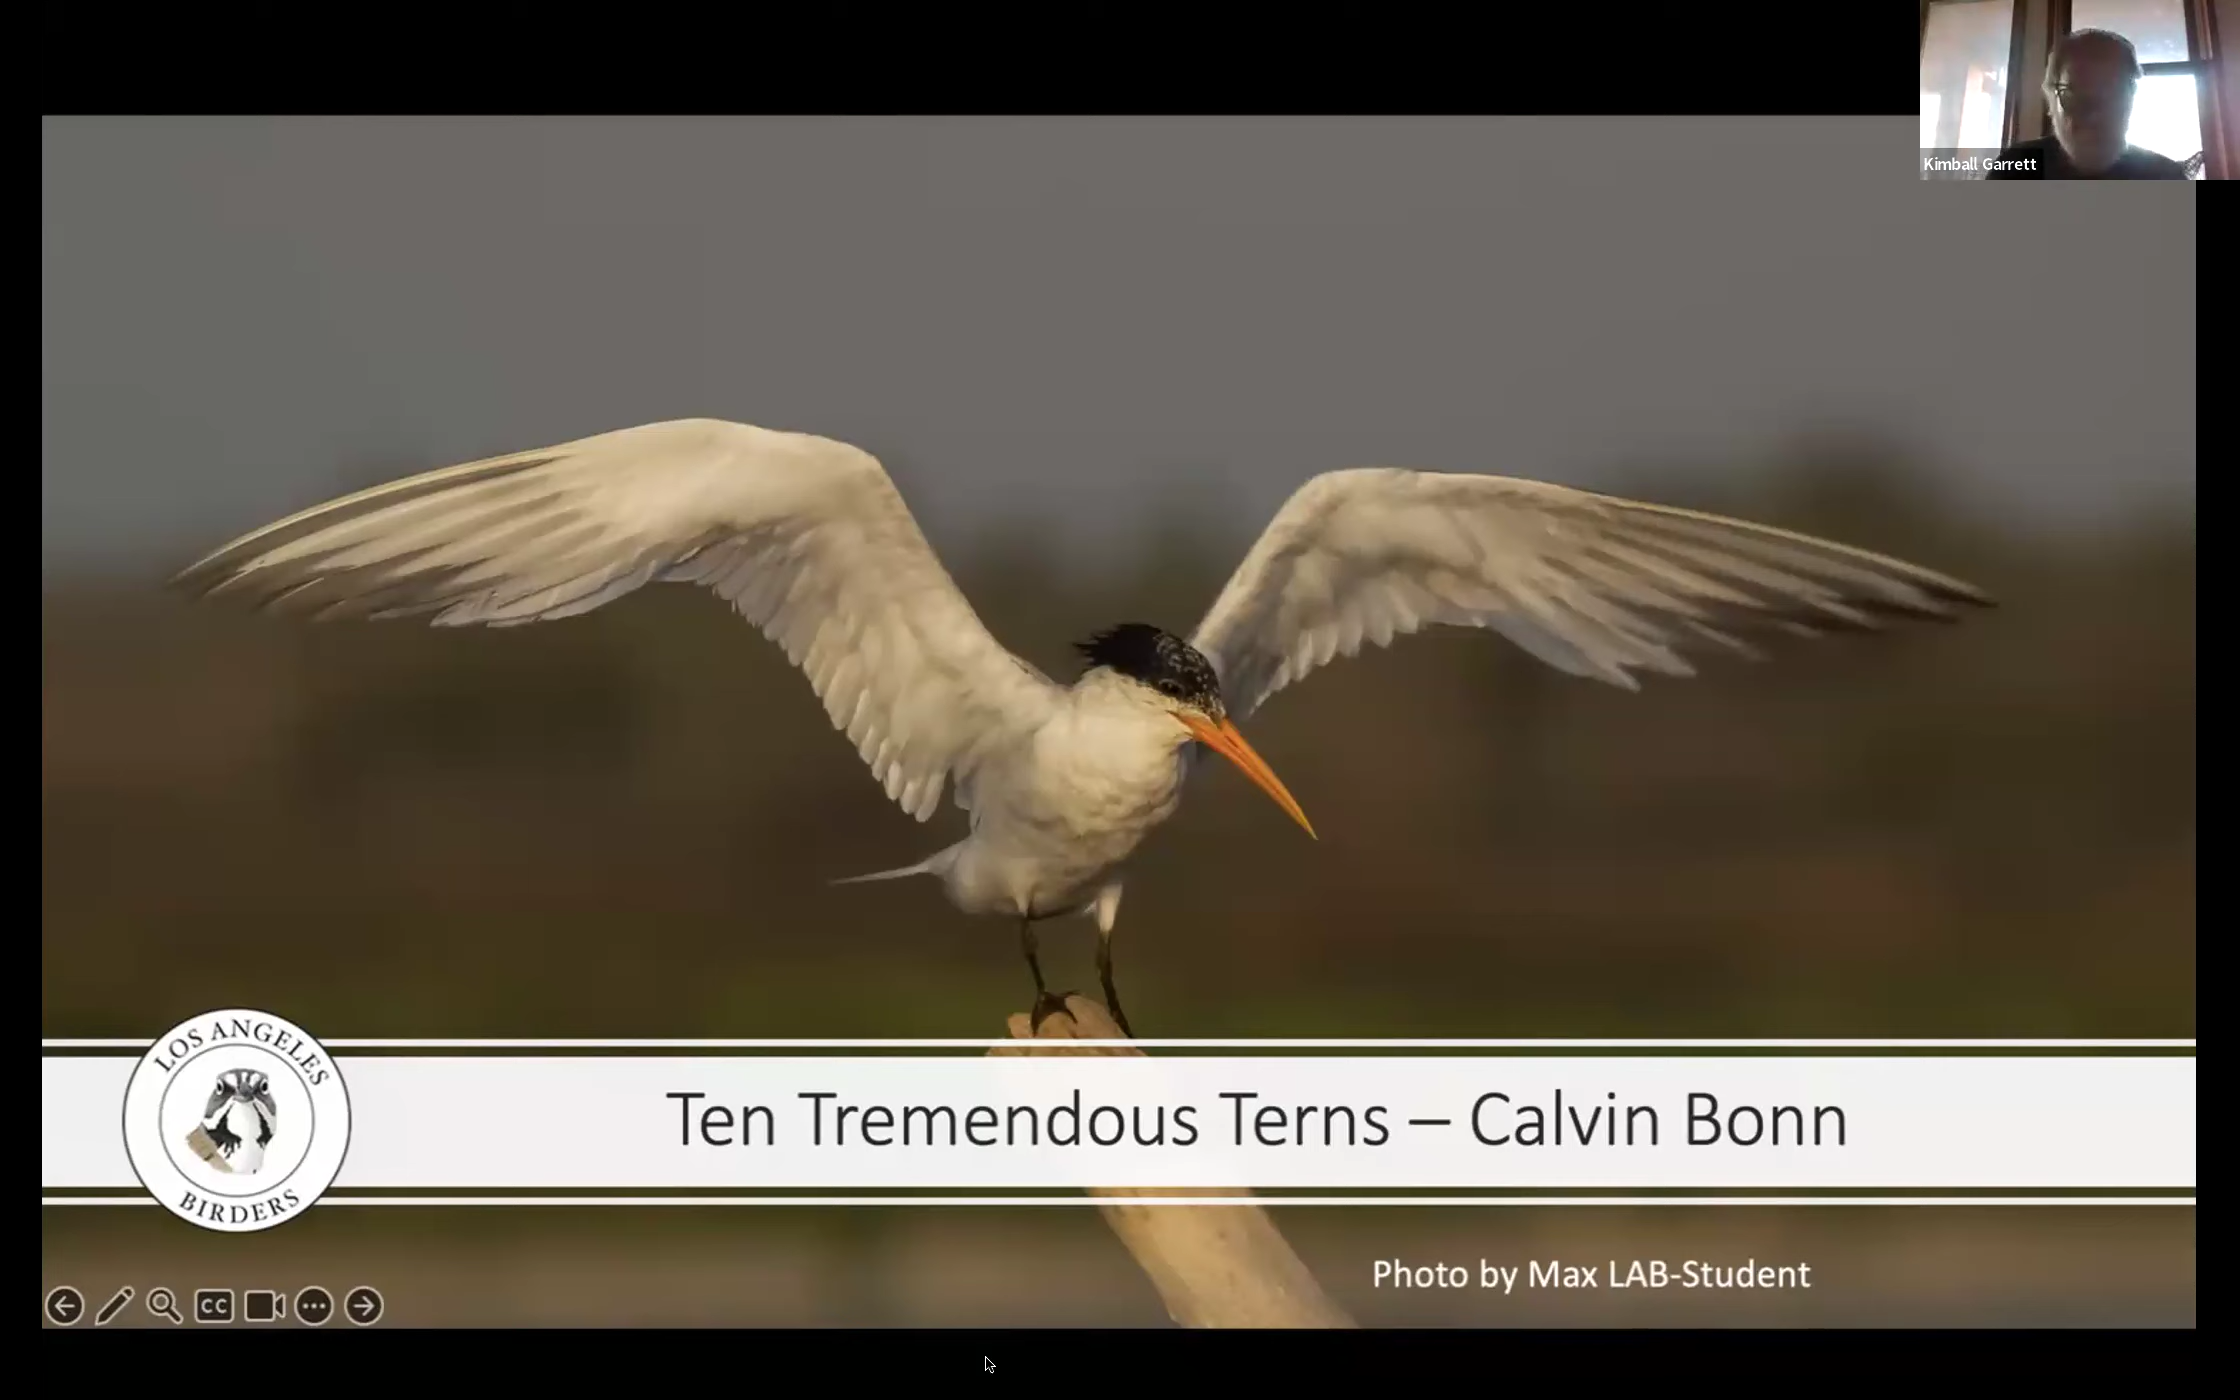 Kimball Garrett
LOS ANGELES
BIRDERS
Ten Tremendous Terns – Calvin Bonn
Photo by Max LAB-Student
CC